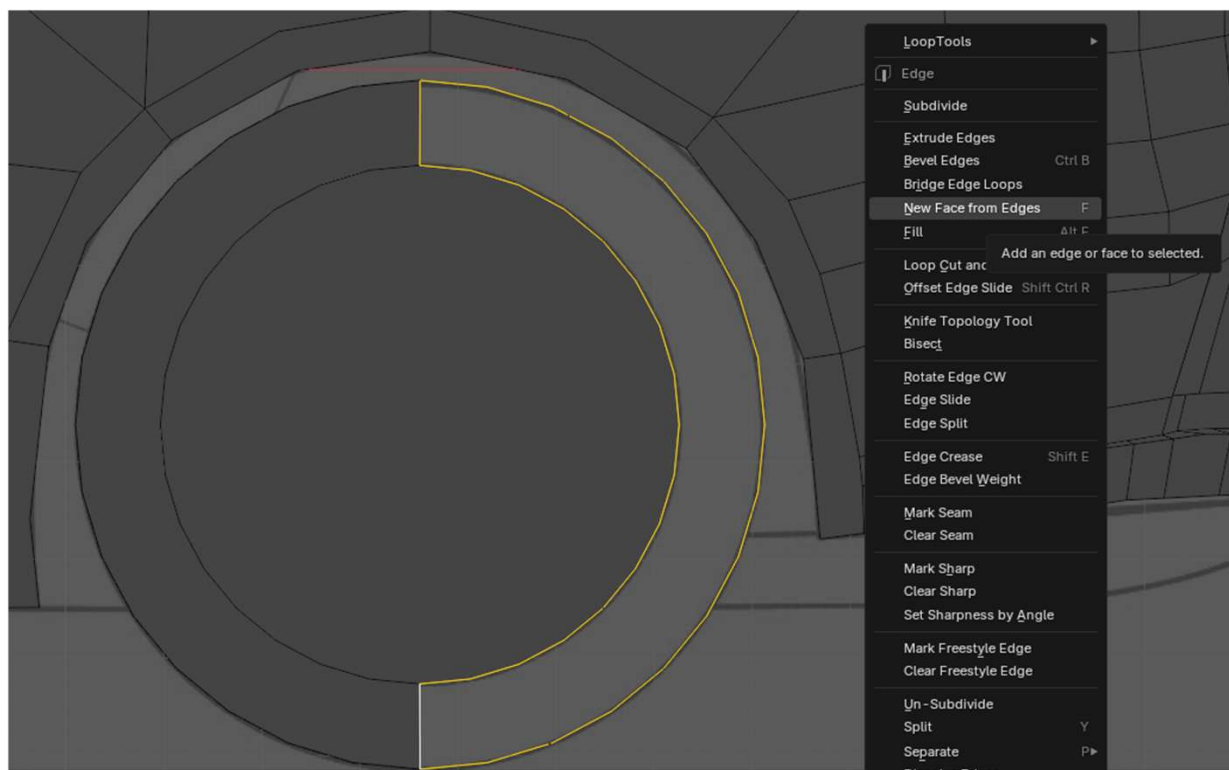 LoopTools
Edge
Subdivide
Extrude Edges
Bevel Edges Ctrl B
Bridge Edge Loops
New Face from Edges F
Fill Alt F
Add an edge or face to selected.
Loop Cut and
Offset Edge Slide Shift Ctrl R
Knife Topology Tool
Bisect
Rotate Edge CW
Edge Slide
Edge Split
Edge Crease Shift E
Edge Bevel Weight
Mark Seam
Clear Seam
Mark Sharp
Clear Sharp
Set Sharpness by Angle
Mark Freestyle Edge
Clear Freestyle Edge
Un-Subdivide
Split Y
Separate P